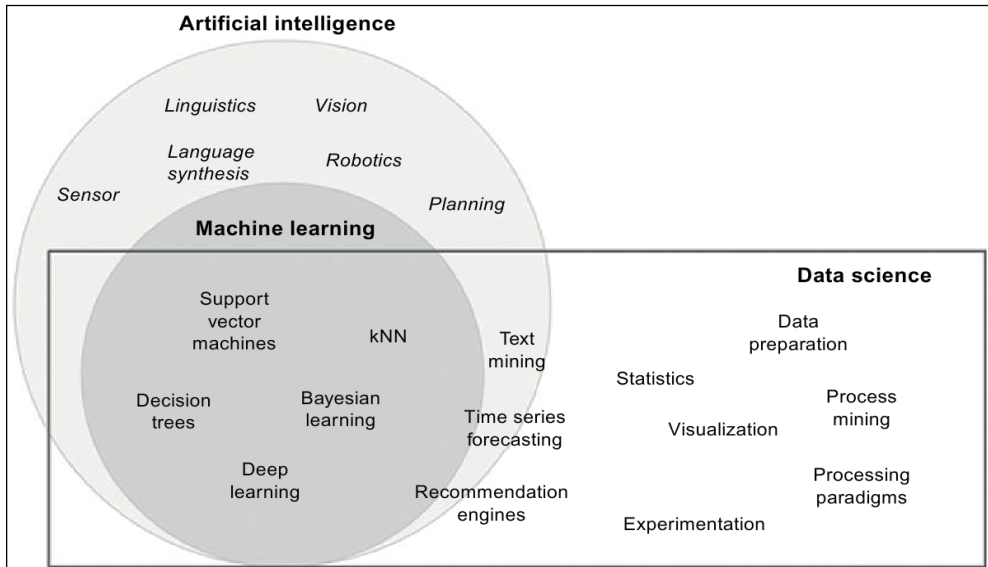 Artificial intelligence
Linguistics
Vision
Language
synthesis
Robotics
Sensor
Planning
Machine learning
Data science
Support
vector
machines
kNN
Text
mining
Data
preparation
Statistics
Decision
trees
Bayesian
learning
Time series
forecasting
Visualization
Process
mining
Deep
learning
Recommendation
engines
Processing
paradigms
Experimentation